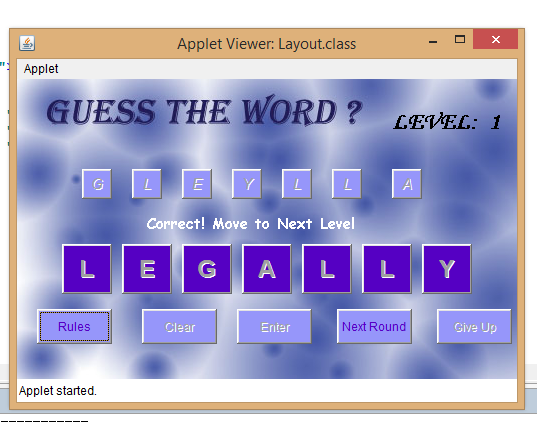 Applet Viewer: Layout.class
Applet
GUESS THE WORD ?
LEVEL: 1
G L E Y L L A
Correct! Move to Next Level
L E G A L L Y
Rules Clear Enter Next Round Give Up
Applet started.
-----------